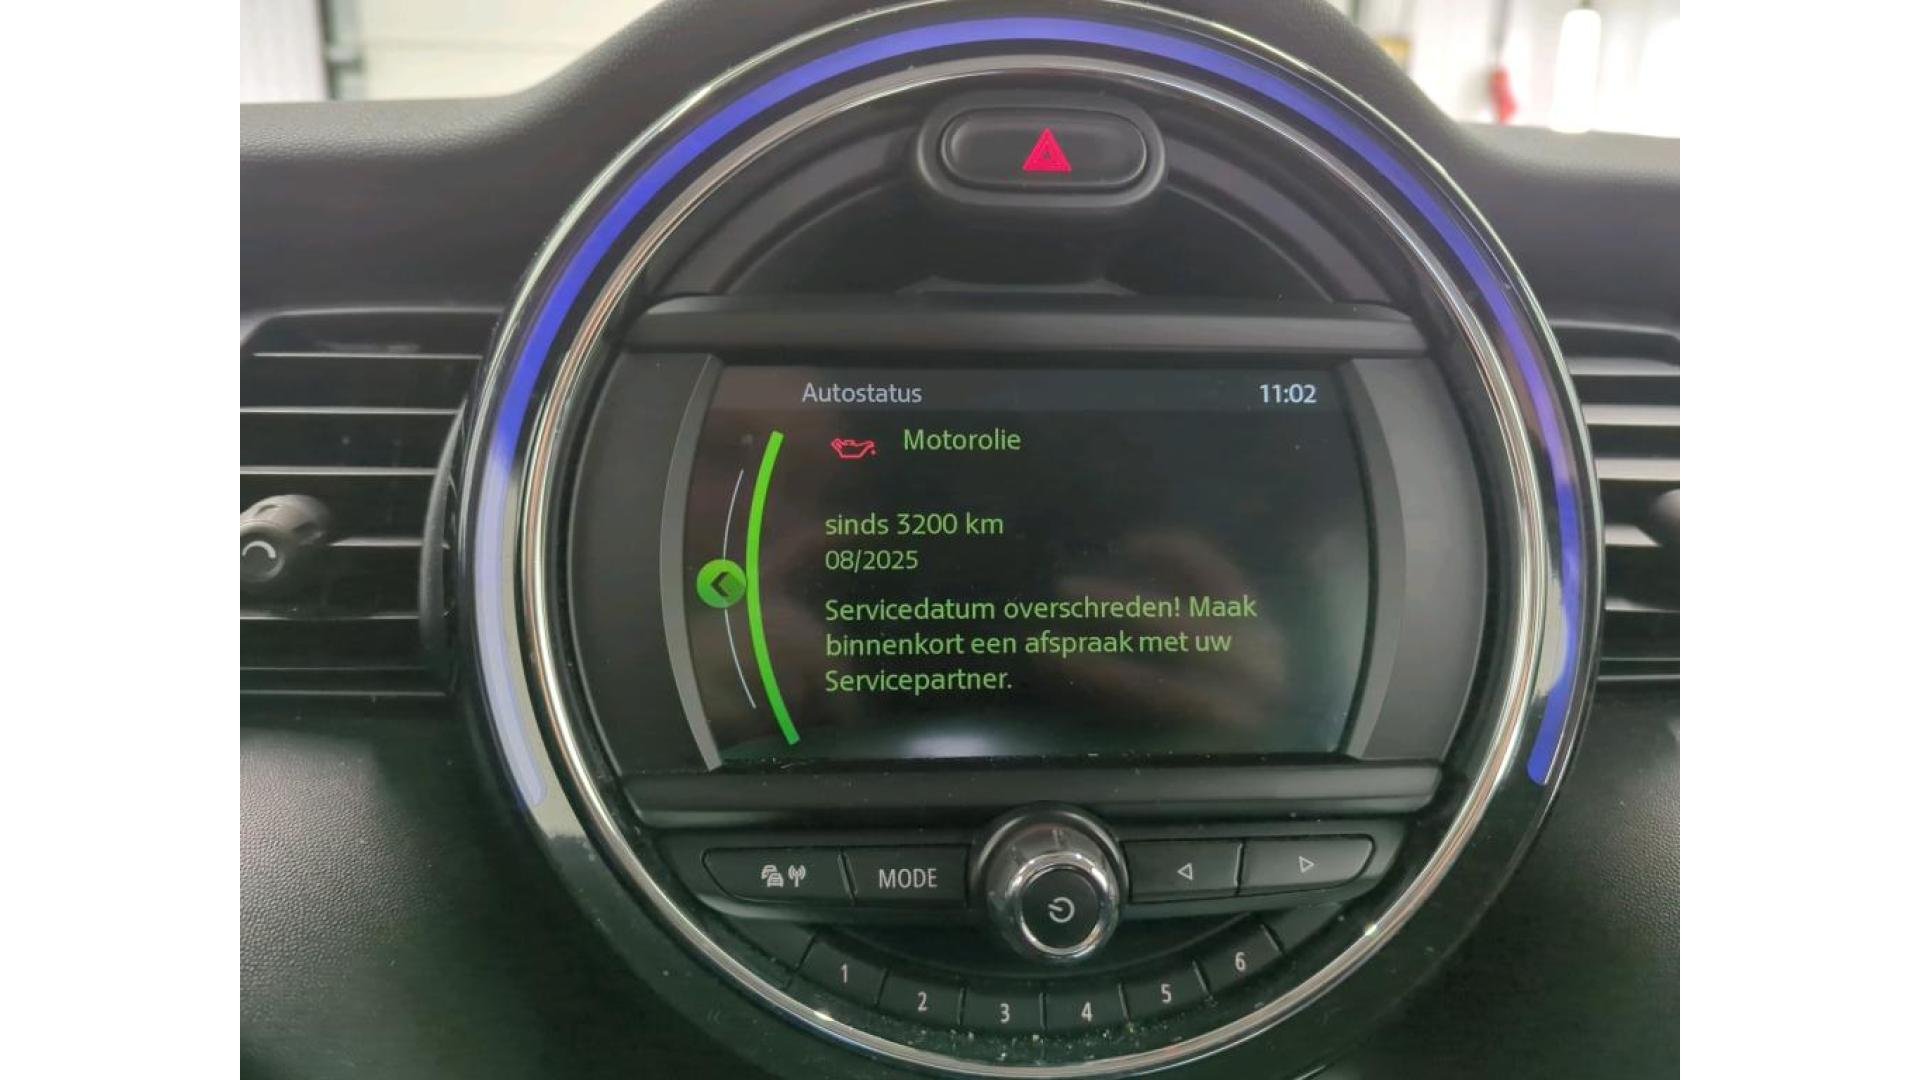 Autostatus 11:02
Motorolie
sinds 3200 km
08/2025
Servicedatum overschreden! Maak
binnenkort een afspraak met uw
Servicepartner.
MODE
1 2 3 4 5 6